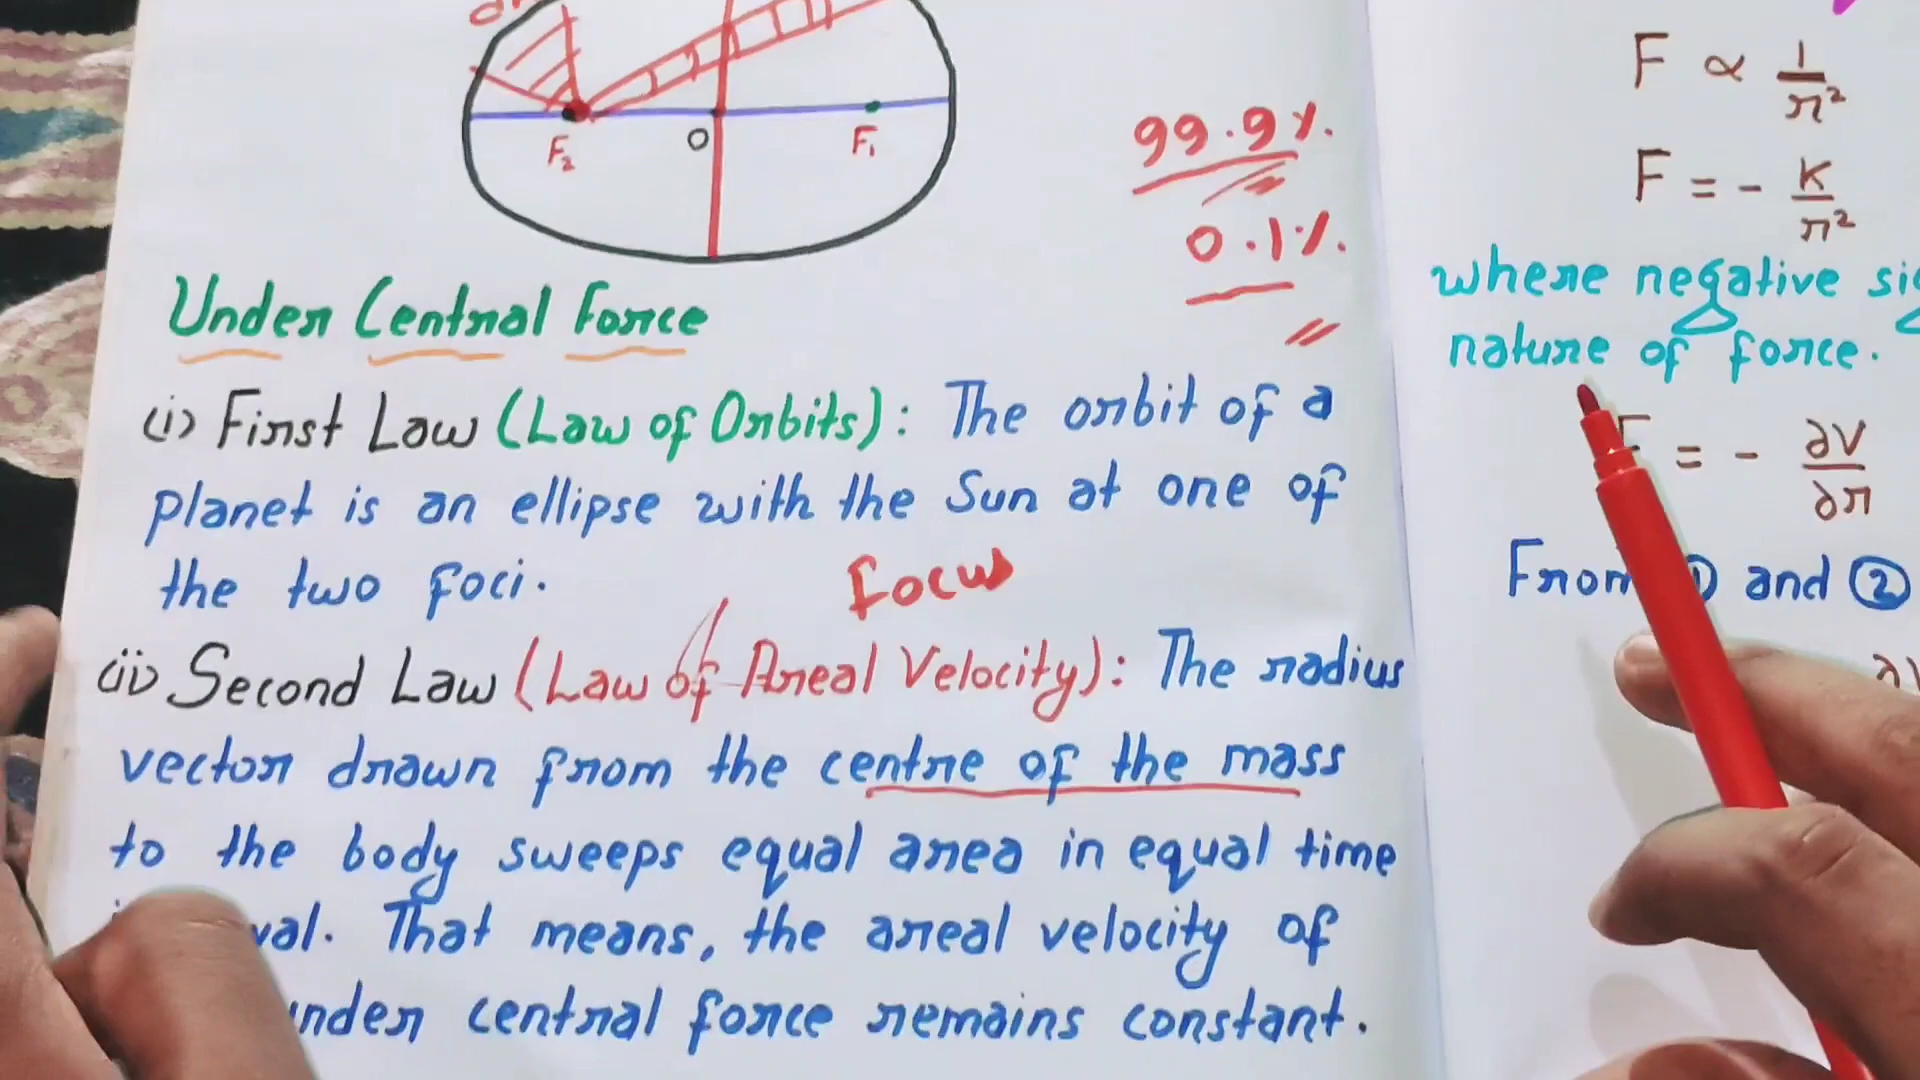 F₂
O
F₁
99.9%.
0.1%.
Under Central Force
(i) First Law (Law of Orbits): The orbit of a
planet is an ellipse with the Sun at one of
the two foci.
Focus
(ii) Second Law (Law of Areal Velocity): The radius
vector drawn from the centre of the mass
to the body sweeps equal area in equal time
val. That means, the areal velocity of
under central force remains constant.
F ∝ 1/r²
F = - K/r²
where negative
nature of force.
F = - ∂V/∂r
From ① and ②